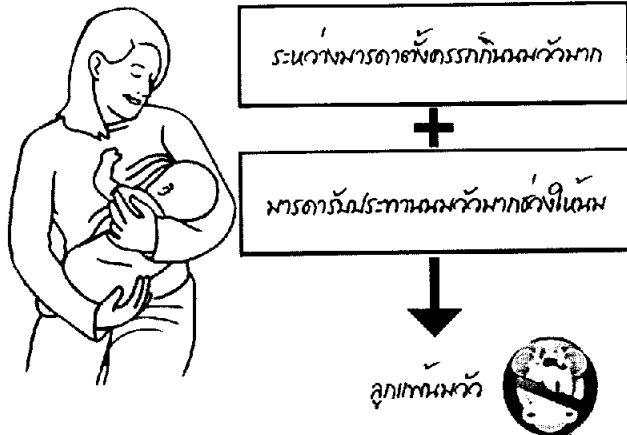 ระหว่างมารดาตั้งครรภ์กินนมวัวมาก
+
มารดารับประทานนมวัวมากช่วงให้นม
ลูกแพ้นมวัว